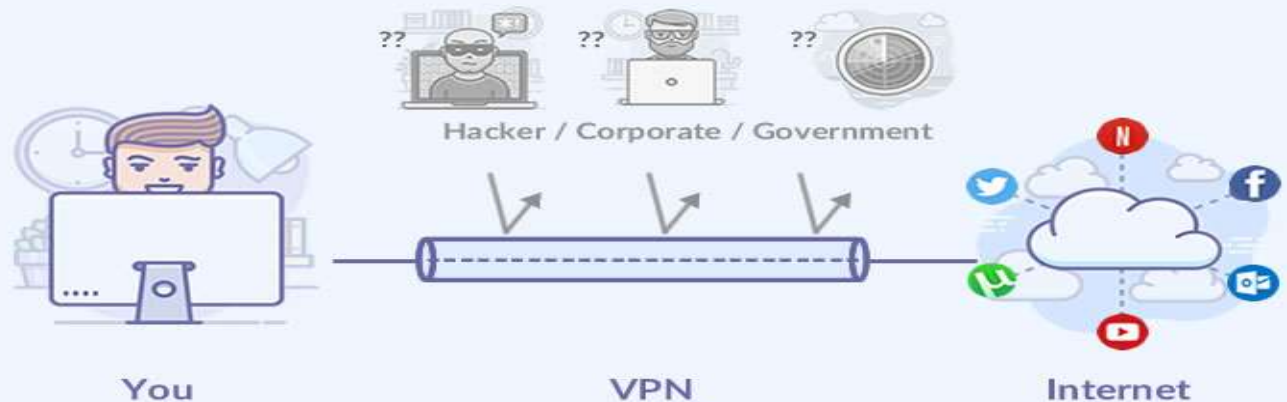 ?? ?? ??
Hacker / Corporate / Government
N
f
µ
You VPN Internet